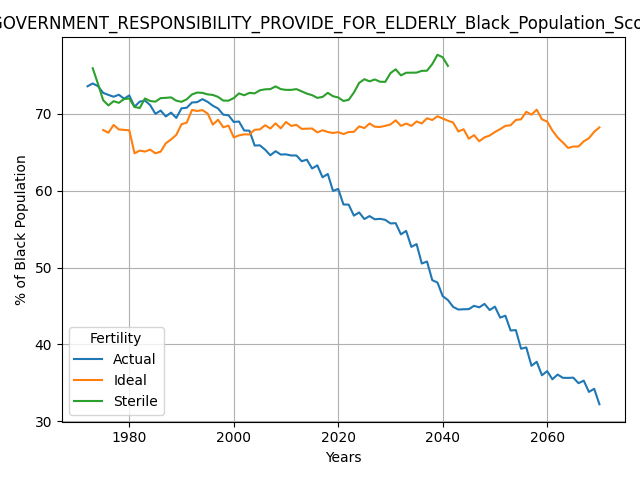 GOVERNMENT_RESPONSIBILITY_PROVIDE_FOR_ELDERLY_Black_Population_Sco
% of Black Population
70
60
50
40
30
Fertility
Actual
Ideal
Sterile
1980
2000
2020
2040
2060
Years